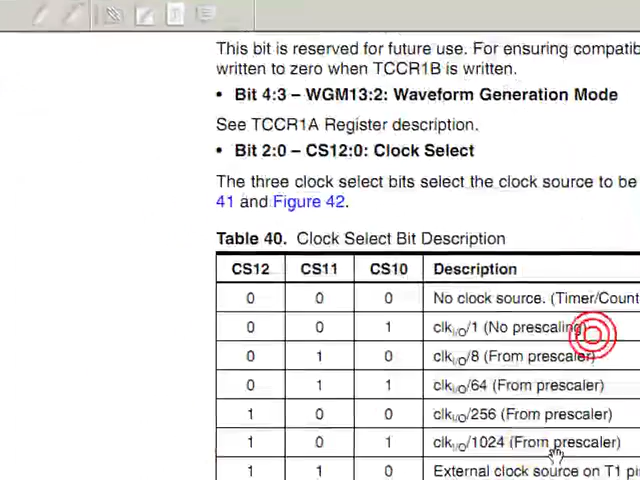 This bit is reserved for future use. For ensuring
written to zero when TCCR1B is written.
• Bit 4:3 – WGM13:2: Waveform Generation Mode
See TCCR1A Register description.
• Bit 2:0 – CS12:0: Clock Select
The three clock select bits select the clock source to be
41 and Figure 42.
Table 40. Clock Select Bit Description
CS12 CS11 CS10 Description
0 0 0 No clock source. (Timer/Count
0 0 1 clkI/O/1 (No prescaling)
0 1 0 clkI/O/8 (From prescaler)
0 1 1 clkI/O/64 (From prescaler)
1 0 0 clkI/O/256 (From prescaler)
1 0 1 clkI/O/1024 (From prescaler)
1 1 0 External clock source on T1